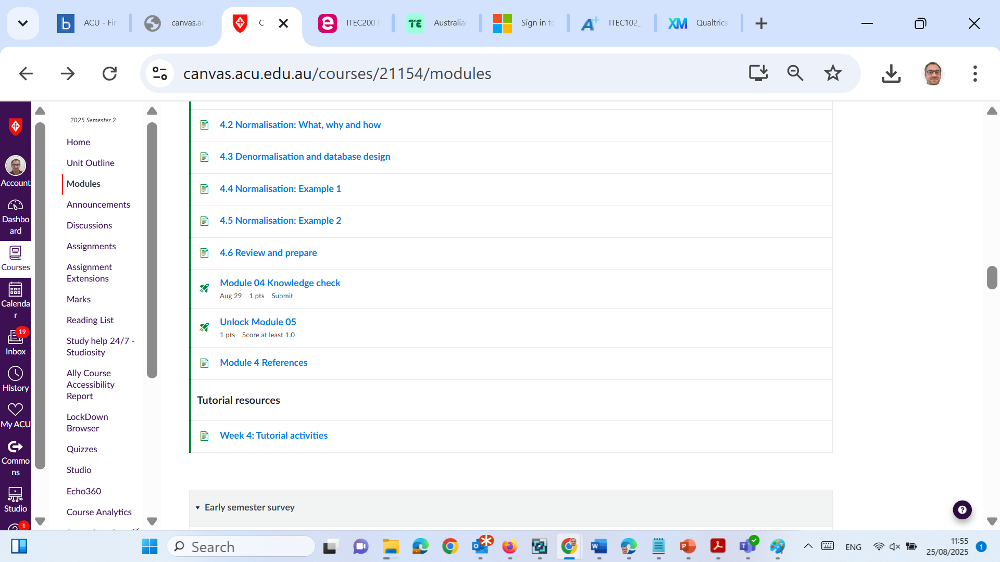 ACU - Fin
canvas.ac
C
ITEC200
Australia
Sign in to
ITEC102_
Qualtrics
canvas.acu.edu.au/courses/21154/modules
Account
Dashbo
ard
Courses
Calenda
r
19
Inbox
History
My ACU
Commo
ns
Studio
1
2025 Semester 2
Home
Unit Outline
Modules
Announcements
Discussions
Assignments
Assignment
Extensions
Marks
Reading List
Study help 24/7 -
Studiosity
Ally Course
Accessibility
Report
LockDown
Browser
Quizzes
Studio
Echo360
Course Analytics
4.2 Normalisation: What, why and how
4.3 Denormalisation and database design
4.4 Normalisation: Example 1
4.5 Normalisation: Example 2
4.6 Review and prepare
Module 04 Knowledge check
Aug 29 1 pts Submit
Unlock Module 05
1 pts Score at least 1.0
Module 4 References
Tutorial resources
Week 4: Tutorial activities
Early semester survey
Search
ENG
11:55
25/08/2025
1